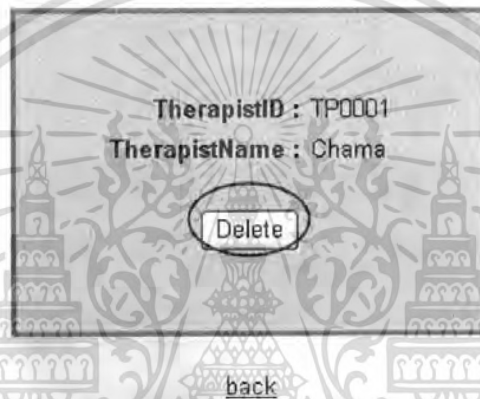 TherapistID : TP0001
TherapistName : Chama
Delete
back